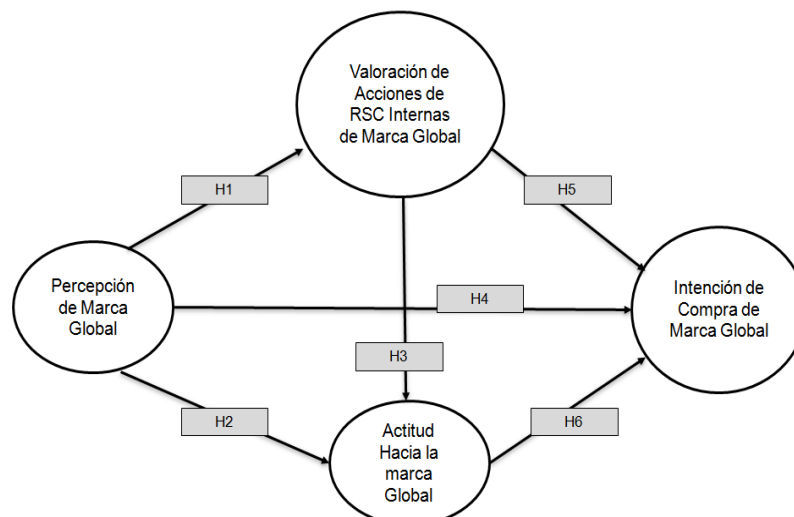 Valoración de
Acciones de
RSC Internas
de Marca Global
H1
H5
Percepción
de Marca
Global
H4
Intención de
Compra de
Marca Global
H3
H2
H6
Actitud
Hacia la
marca
Global